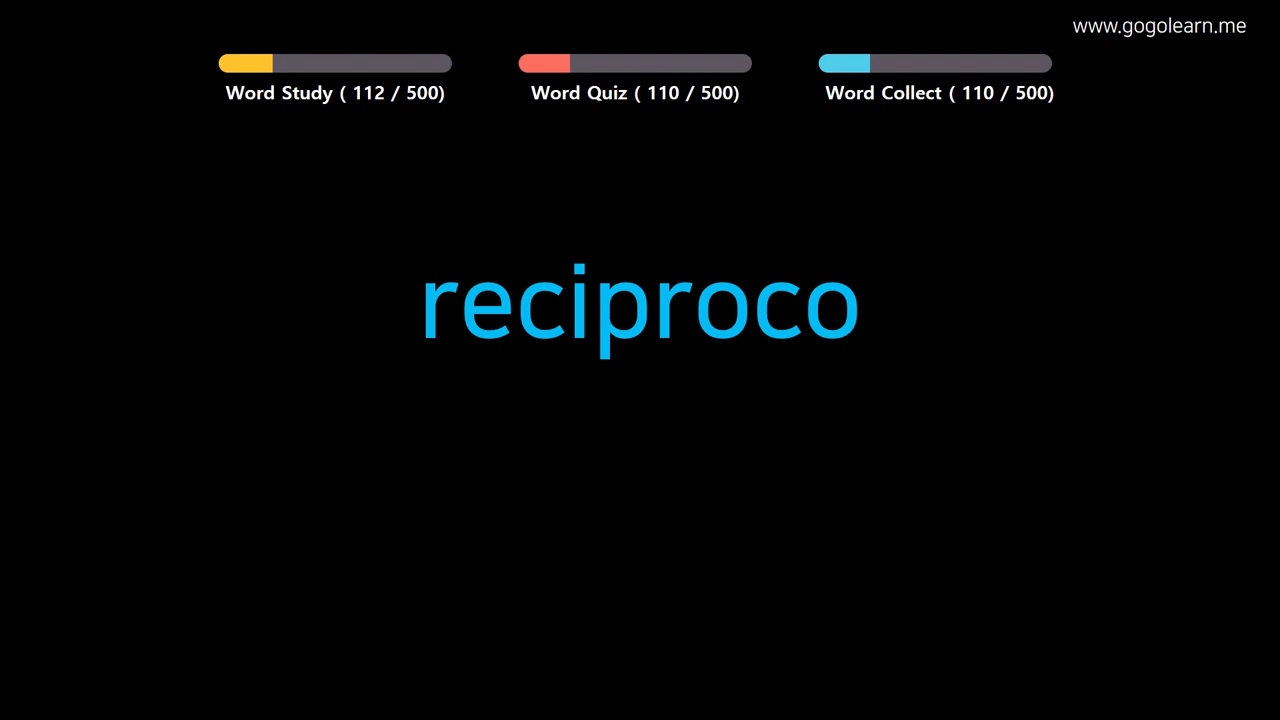 www.gogolearn.me
Word Study ( 112 / 500)
Word Quiz ( 110 / 500)
Word Collect ( 110 / 500)
reciproco